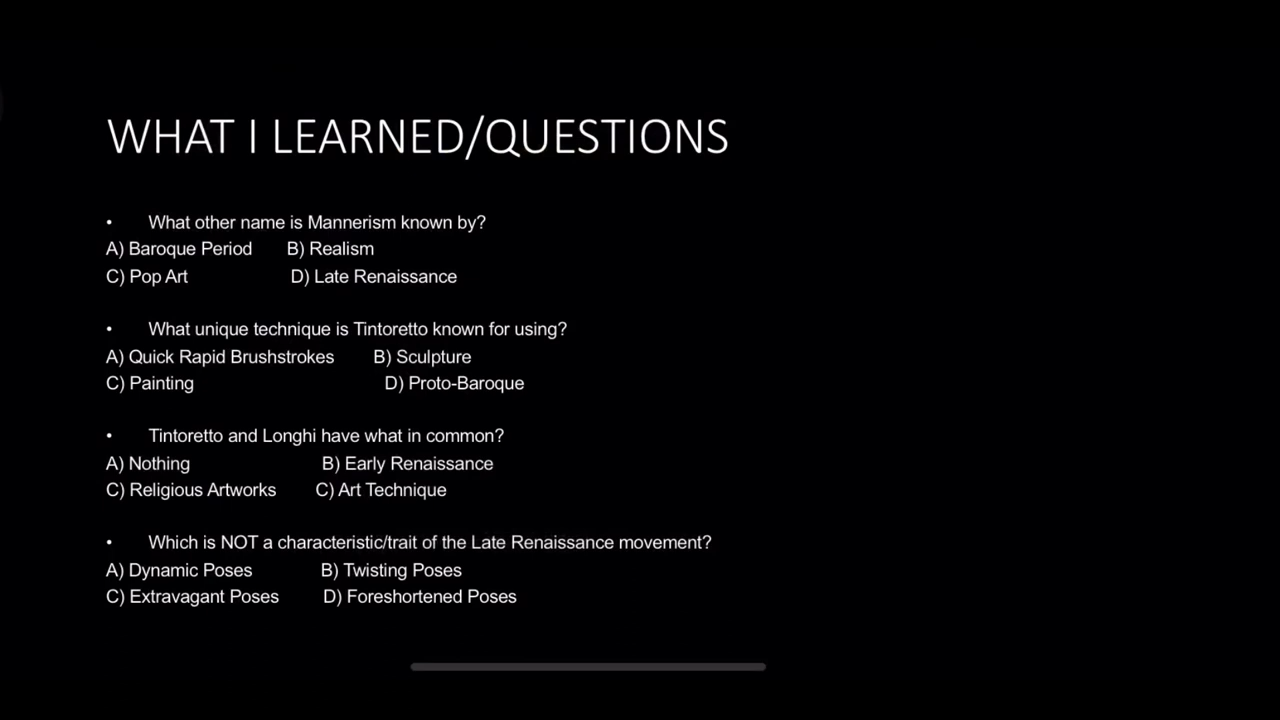 WHAT I LEARNED/QUESTIONS
• What other name is Mannerism known by?
A) Baroque Period B) Realism
C) Pop Art D) Late Renaissance
• What unique technique is Tintoretto known for using?
A) Quick Rapid Brushstrokes B) Sculpture
C) Painting D) Proto-Baroque
• Tintoretto and Longhi have what in common?
A) Nothing B) Early Renaissance
C) Religious Artworks C) Art Technique
• Which is NOT a characteristic/trait of the Late Renaissance movement?
A) Dynamic Poses B) Twisting Poses
C) Extravagant Poses D) Foreshortened Poses